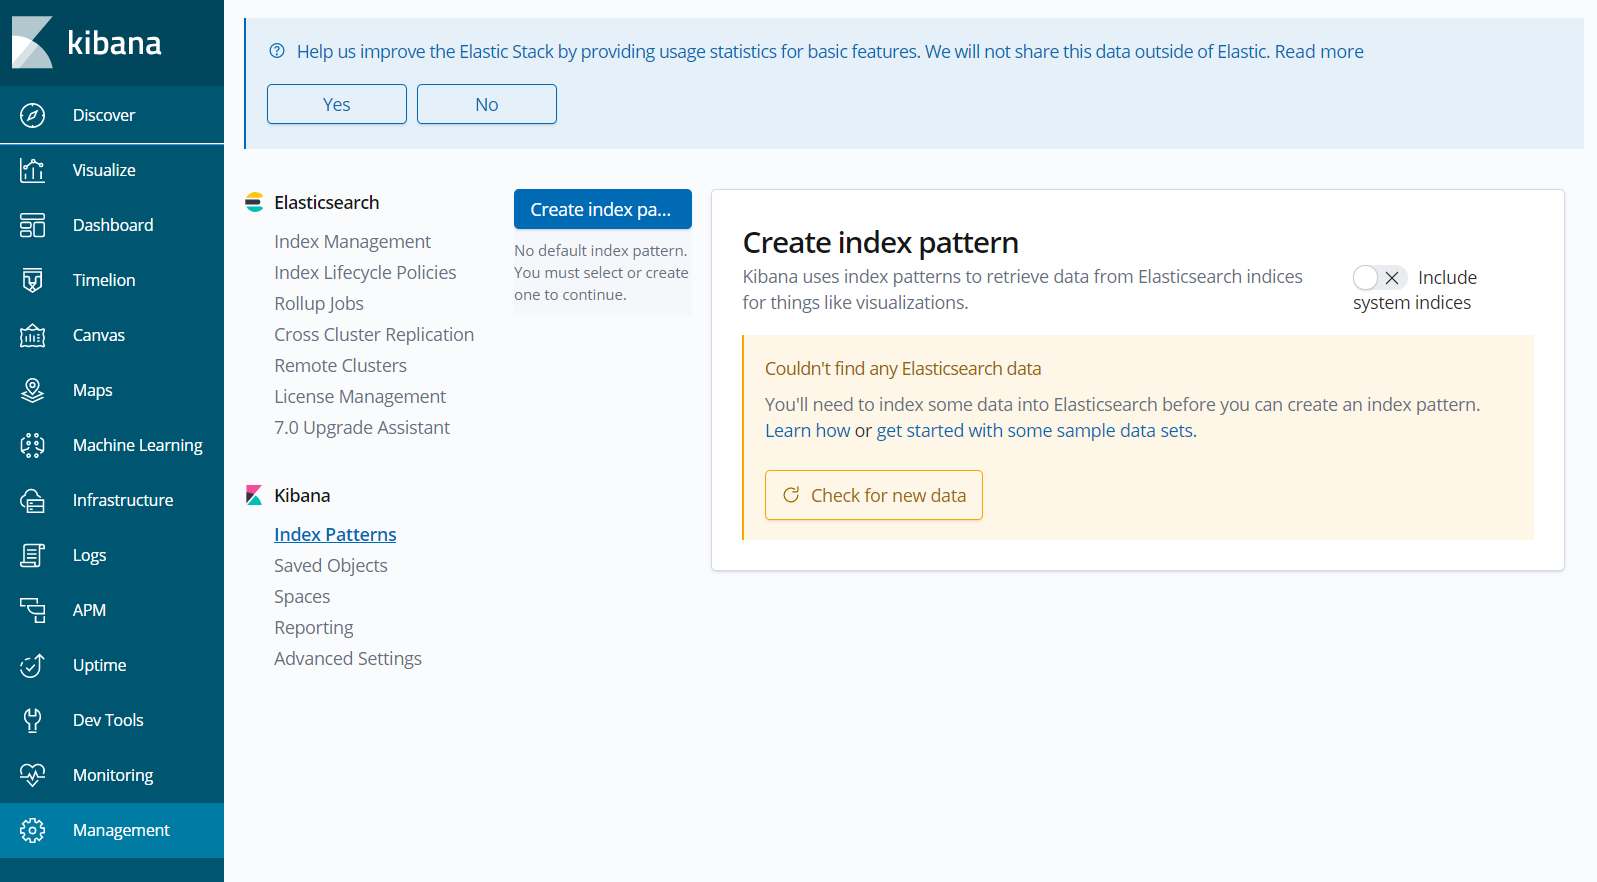 kibana
Discover
Visualize
Dashboard
Timelion
Canvas
Maps
Machine Learning
Infrastructure
Logs
APM
Uptime
Dev Tools
Monitoring
Management
Help us improve the Elastic Stack by providing usage statistics for basic features. We will not share this data outside of Elastic. Read more
Yes
No
Elasticsearch
Index Management
Index Lifecycle Policies
Rollup Jobs
Cross Cluster Replication
Remote Clusters
License Management
7.0 Upgrade Assistant
Kibana
Index Patterns
Saved Objects
Spaces
Reporting
Advanced Settings
Create index pa...
No default index pattern.
You must select or create
one to continue.
Create index pattern
Kibana uses index patterns to retrieve data from Elasticsearch indices
for things like visualizations.
Include
system indices
Couldn't find any Elasticsearch data
You'll need to index some data into Elasticsearch before you can create an index pattern.
Learn how or get started with some sample data sets.
Check for new data